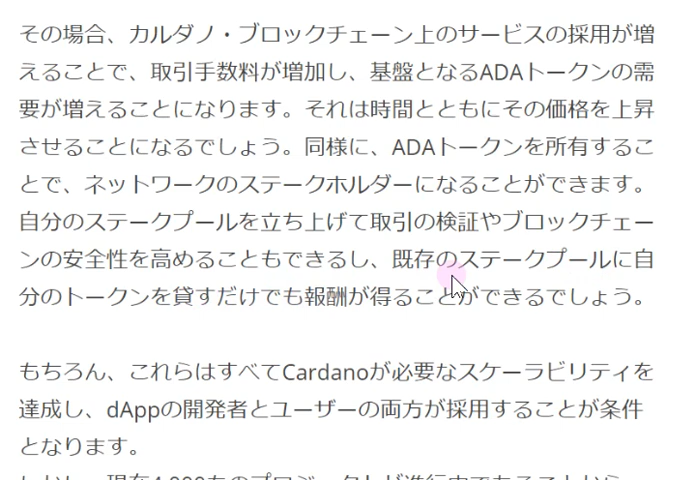 その場合、カルダノ・ブロックチェーン上のサービスの採用が増
えることで、取引手数料が増加し、基盤となるADAトークンの需
要が増えることになります。それは時間とともにその価格を上昇
させることになるでしょう。同様に、ADAトークンを所有するこ
とで、ネットワークのステークホルダーになることができます。
自分のステークプールを立ち上げて取引の検証やブロックチェー
ンの安全性を高めることもできるし、既存のステークプールに自
分のトークンを貸すだけでも報酬が得ることができるでしょう。
もちろん、これらはすべてCardanoが必要なスケーラビリティを
達成し、dAppの開発者とユーザーの両方が採用することが条件
となります。